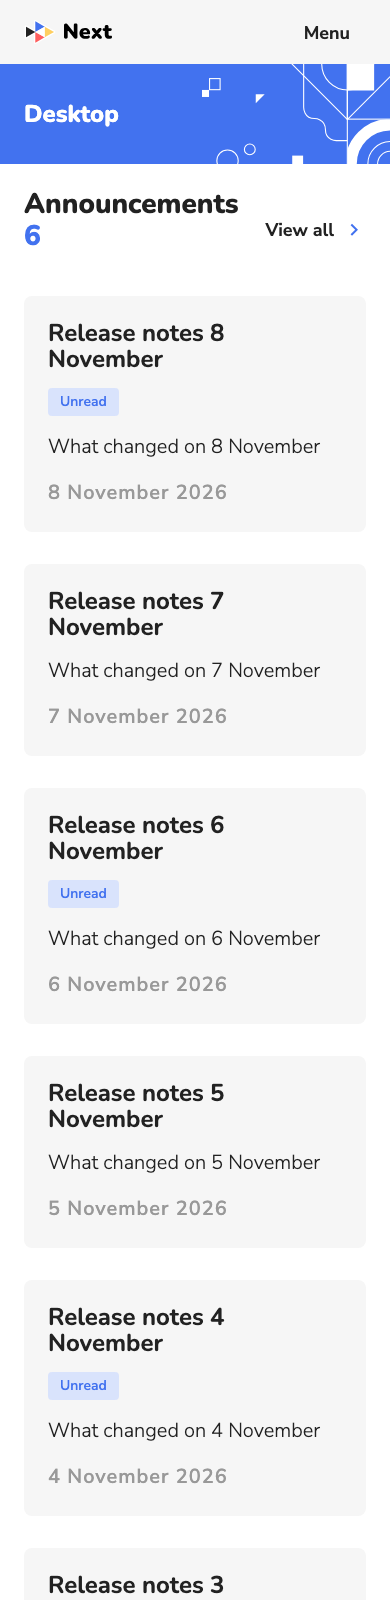 Next
Menu
Desktop
Announcements
6
View all
Release notes 8
November
Unread
What changed on 8 November
8 November 2026
Release notes 7
November
What changed on 7 November
7 November 2026
Release notes 6
November
Unread
What changed on 6 November
6 November 2026
Release notes 5
November
What changed on 5 November
5 November 2026
Release notes 4
November
Unread
What changed on 4 November
4 November 2026
Release notes 3